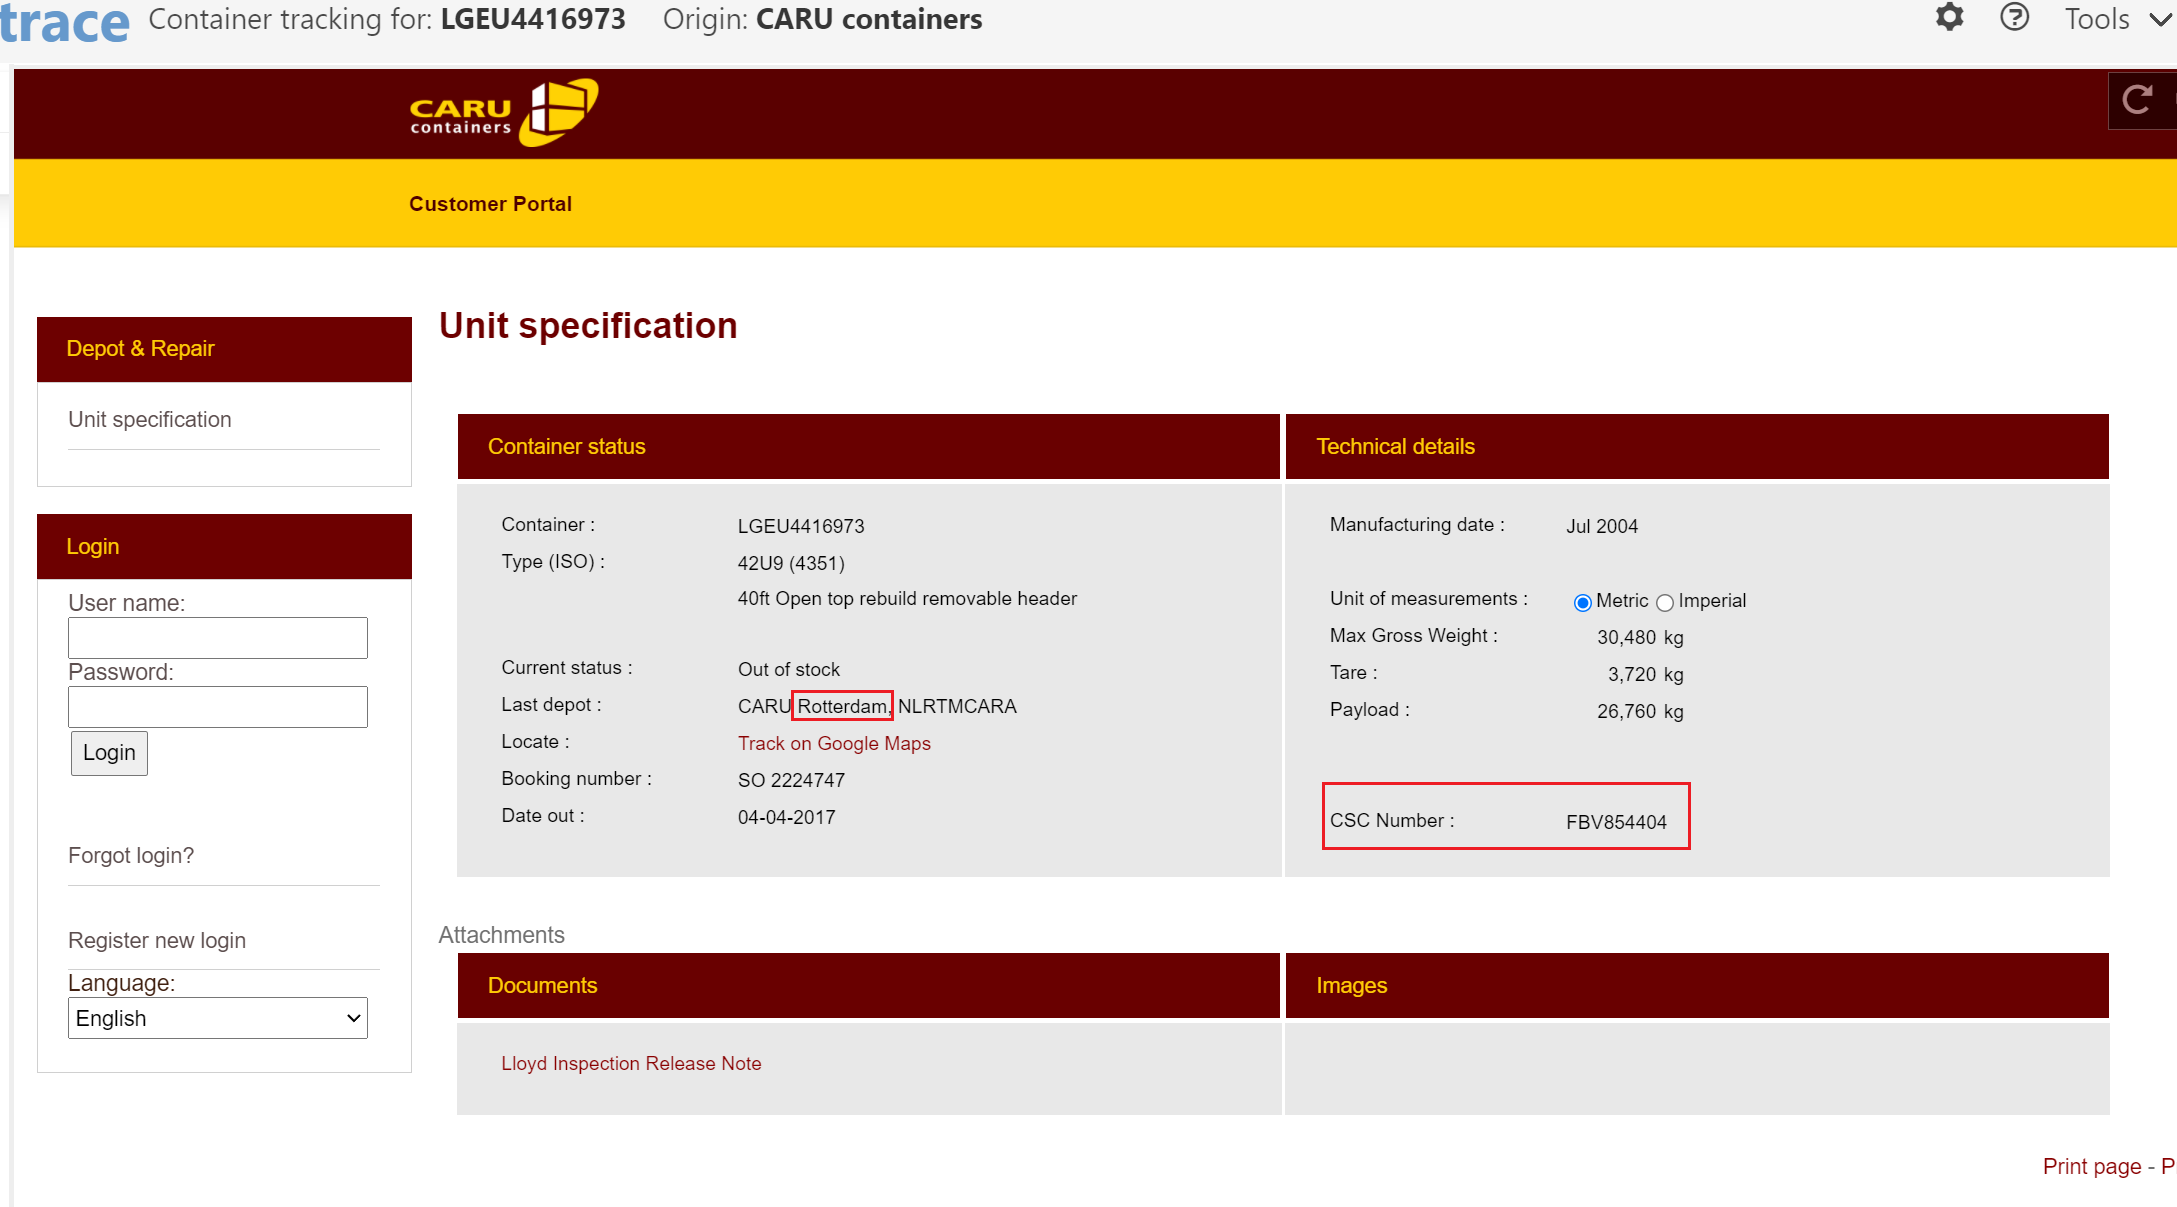 trace Container tracking for: LGEU4416973 Origin: CARU containers Tools
CARU
containers
Customer Portal
Depot & Repair
Unit specification
Login
User name:
Password:
Login
Forgot login?
Register new login
Language:
English
Unit specification
Container status
Container : LGEU4416973
Type (ISO) : 42U9 (4351)
40ft Open top rebuild removable header
Current status : Out of stock
Last depot : CARU Rotterdam, NLRTMCARA
Locate : Track on Google Maps
Booking number : SO 2224747
Date out : 04-04-2017
Technical details
Manufacturing date : Jul 2004
Unit of measurements : Metric Imperial
Max Gross Weight : 30,480 kg
Tare : 3,720 kg
Payload : 26,760 kg
CSC Number : FBV854404
Attachments
Documents
Lloyd Inspection Release Note
Images
Print page -